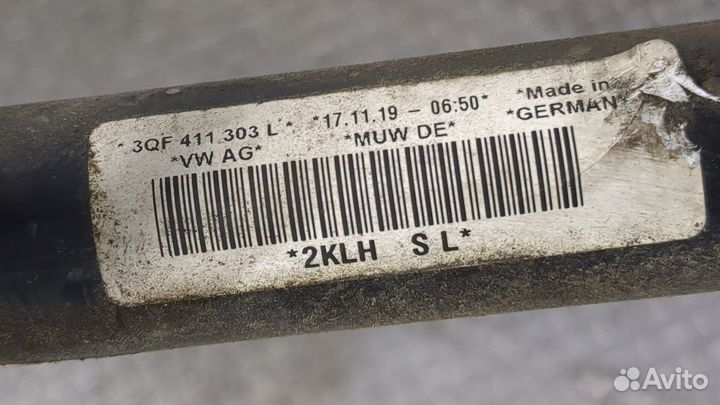 * 3QF 411 303 L* *17.11.19 - 06:50* *Made in
*VW AG* *MUW DE* *GERMAN
*2KLH S L*
Avito